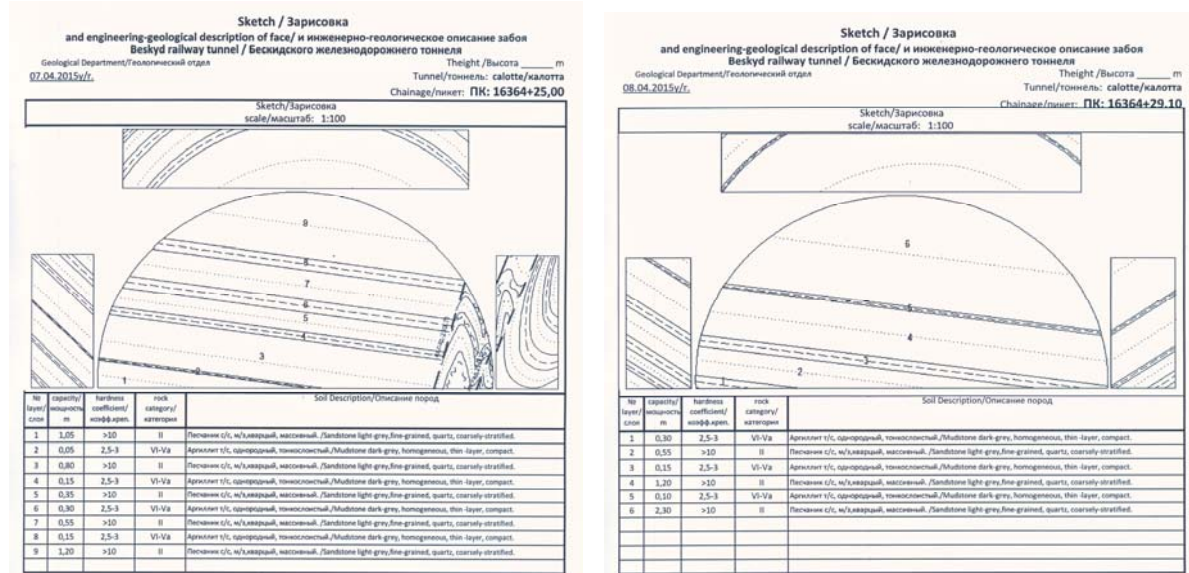 Sketch / Зарисовка
and engineering-geological description of face/ и инженерно-геологическое описание забоя
Beskyd railway tunnel / Бескидского железнодорожнего тоннеля
Geological Department/Геологический отдел
Theight /Высота ______ m
07.04.2015y/г.
Tunnel/тоннель: calotte/калотта
Chainage/пикет: ПК: 16364+25,00
Sketch/Зарисовка
scale/масштаб: 1:100
9
8
7
6
5
4
3
2
1
№ layer/ слоя | capacity/ мощность m | hardness coefficient/ коэфф.креп. | rock category/ категория | Soil Description/Описание пород
1 1,05 >10 II Песчаник с/с, м/з,кварцый, массивный. /Sandstone light-grey,fine-grained, quartz, coarsely-stratified.
2 0,05 2,5-3 VI-Va Аргиллит т/с, однородный, тонкослоистый./Mudstone dark-grey, homogeneous, thin -layer, compact.
3 0,80 >10 II Песчаник с/с, м/з,кварцый, массивный. /Sandstone light-grey,fine-grained, quartz, coarsely-stratified.
4 0,15 2,5-3 VI-Va Аргиллит т/с, однородный, тонкослоистый./Mudstone dark-grey, homogeneous, thin -layer, compact.
5 0,35 >10 II Песчаник с/с, м/з,кварцый, массивный. /Sandstone light-grey,fine-grained, quartz, coarsely-stratified.
6 0,30 2,5-3 VI-Va Аргиллит т/с, однородный, тонкослоистый./Mudstone dark-grey, homogeneous, thin -layer, compact.
7 0,55 >10 II Песчаник с/с, м/з,кварцый, массивный. /Sandstone light-grey,fine-grained, quartz, coarsely-stratified.
8 0,15 2,5-3 VI-Va Аргиллит т/с, однородный, тонкослоистый./Mudstone dark-grey, homogeneous, thin -layer, compact.
9 1,20 >10 II Песчаник с/с, м/з,кварцый, массивный. /Sandstone light-grey,fine-grained, quartz, coarsely-stratified.
Sketch / Зарисовка
and engineering-geological description of face/ и инженерно-геологическое описание забоя
Beskyd railway tunnel / Бескидского железнодорожнего тоннеля
Geological Department/Геологический отдел
Theight /Высота ______ m
08.04.2015y/г.
Tunnel/тоннель: calotte/калотта
Chainage/пикет: ПК: 16364+29.10
Sketch/Зарисовка
scale/масштаб: 1:100
6
5
4
3
2
1
№ layer/ слоя | capacity/ мощность m | hardness coefficient/ коэфф.креп. | rock category/ категория | Soil Description/Описание пород
1 0,30 2,5-3 VI-Va Аргиллит т/с, однородный, тонкослоистый./Mudstone dark-grey, homogeneous, thin -layer, compact.
2 0,55 >10 II Песчаник с/с, м/з,кварцый, массивный. /Sandstone light-grey,fine-grained, quartz, coarsely-stratified.
3 0,15 2,5-3 VI-Va Аргиллит т/с, однородный, тонкослоистый./Mudstone dark-grey, homogeneous, thin -layer, compact.
4 1,20 >10 II Песчаник с/с, м/з,кварцый, массивный. /Sandstone light-grey,fine-grained, quartz, coarsely-stratified.
5 0,10 2,5-3 VI-Va Аргиллит т/с, однородный, тонкослоистый./Mudstone dark-grey, homogeneous, thin -layer, compact.
6 2,30 >10 II Песчаник с/с, м/з,кварцый, массивный. /Sandstone light-grey,fine-grained, quartz, coarsely-stratified.